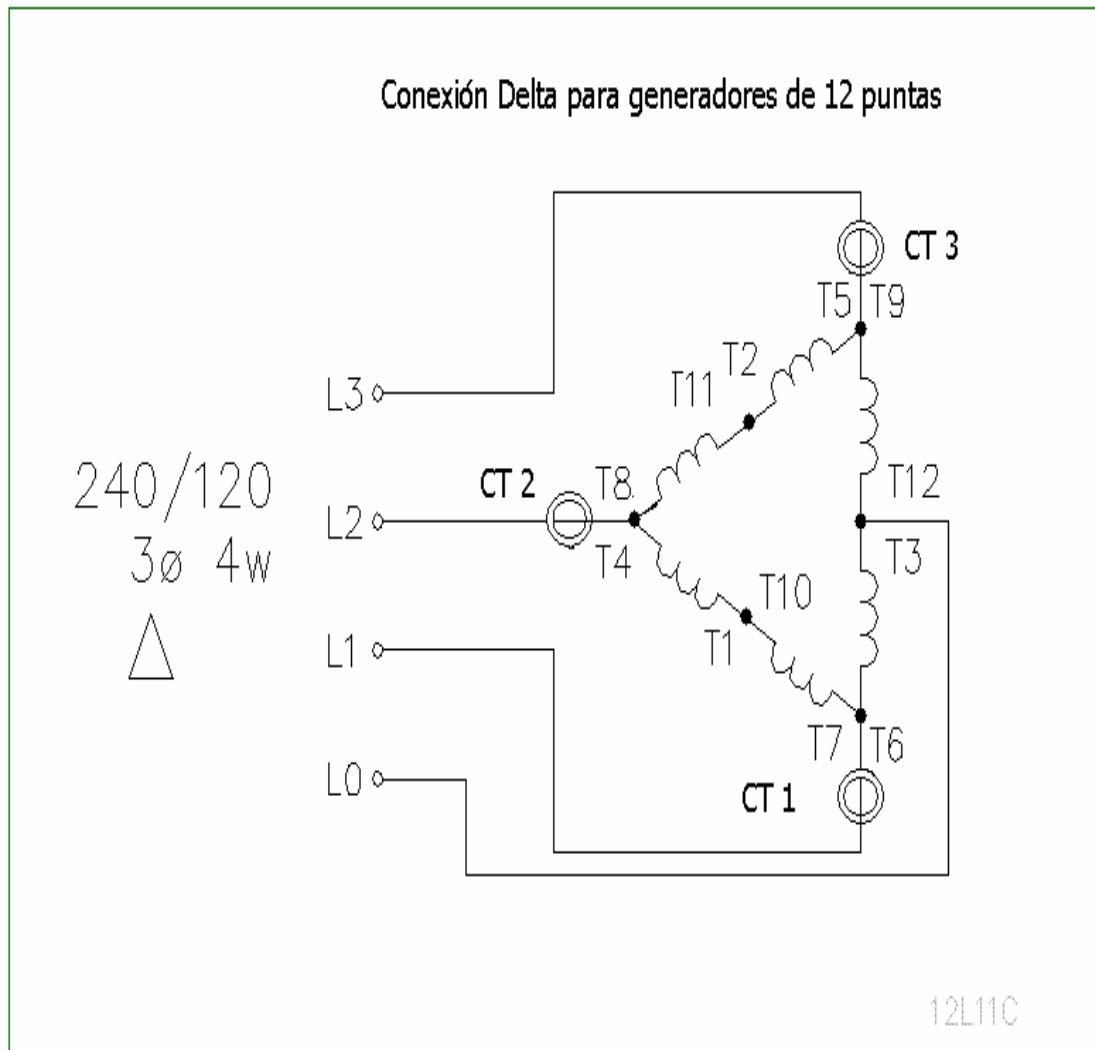 Conexión Delta para generadores de 12 puntas
CT 3
T5 T9
T2
T11
L3
240/120
3ø 4w
CT 2
T8
T12
L2
T4
T3
T10
T1
L1
T7 T6
L0
CT 1
12L11C